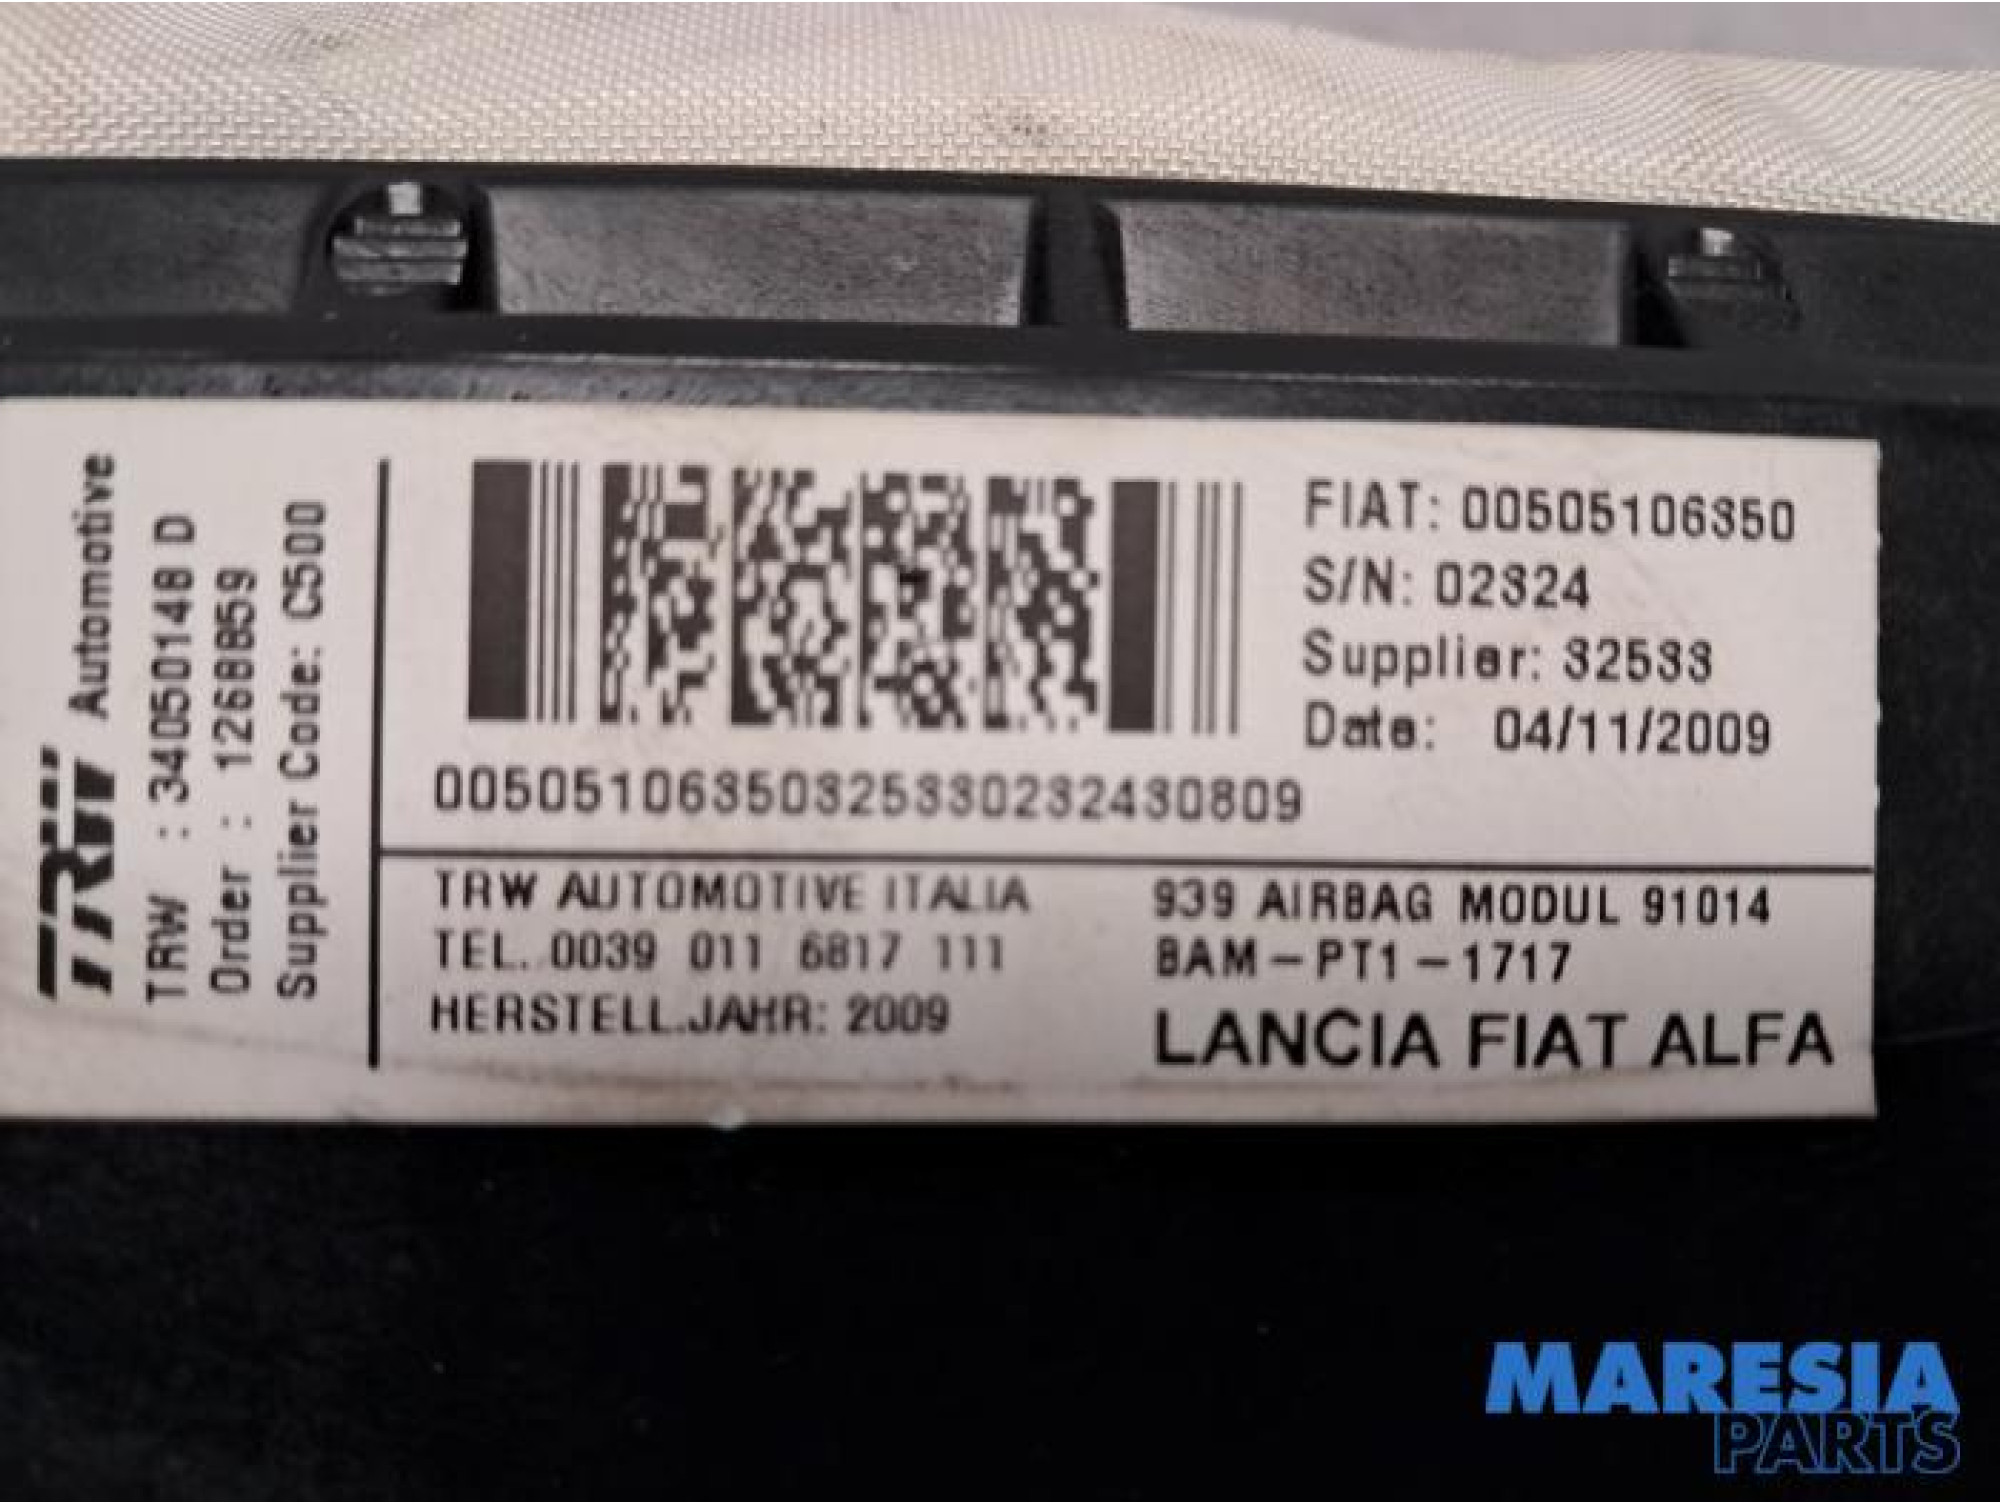 TRW Automotive
TRW : 34050148 D
Order : 1268859
Supplier Code: C500
FIAT: 00505106350
S/N: 02324
Supplier: 32533
Date: 04/11/2009
00505106350325330232430809
TRW AUTOMOTIVE ITALIA
TEL. 0039 011 6817 111
HERSTELL.JAHR: 2009
939 AIRBAG MODUL 91014
BAM-PT1-1717
LANCIA FIAT ALFA
MARESIA
PARTS